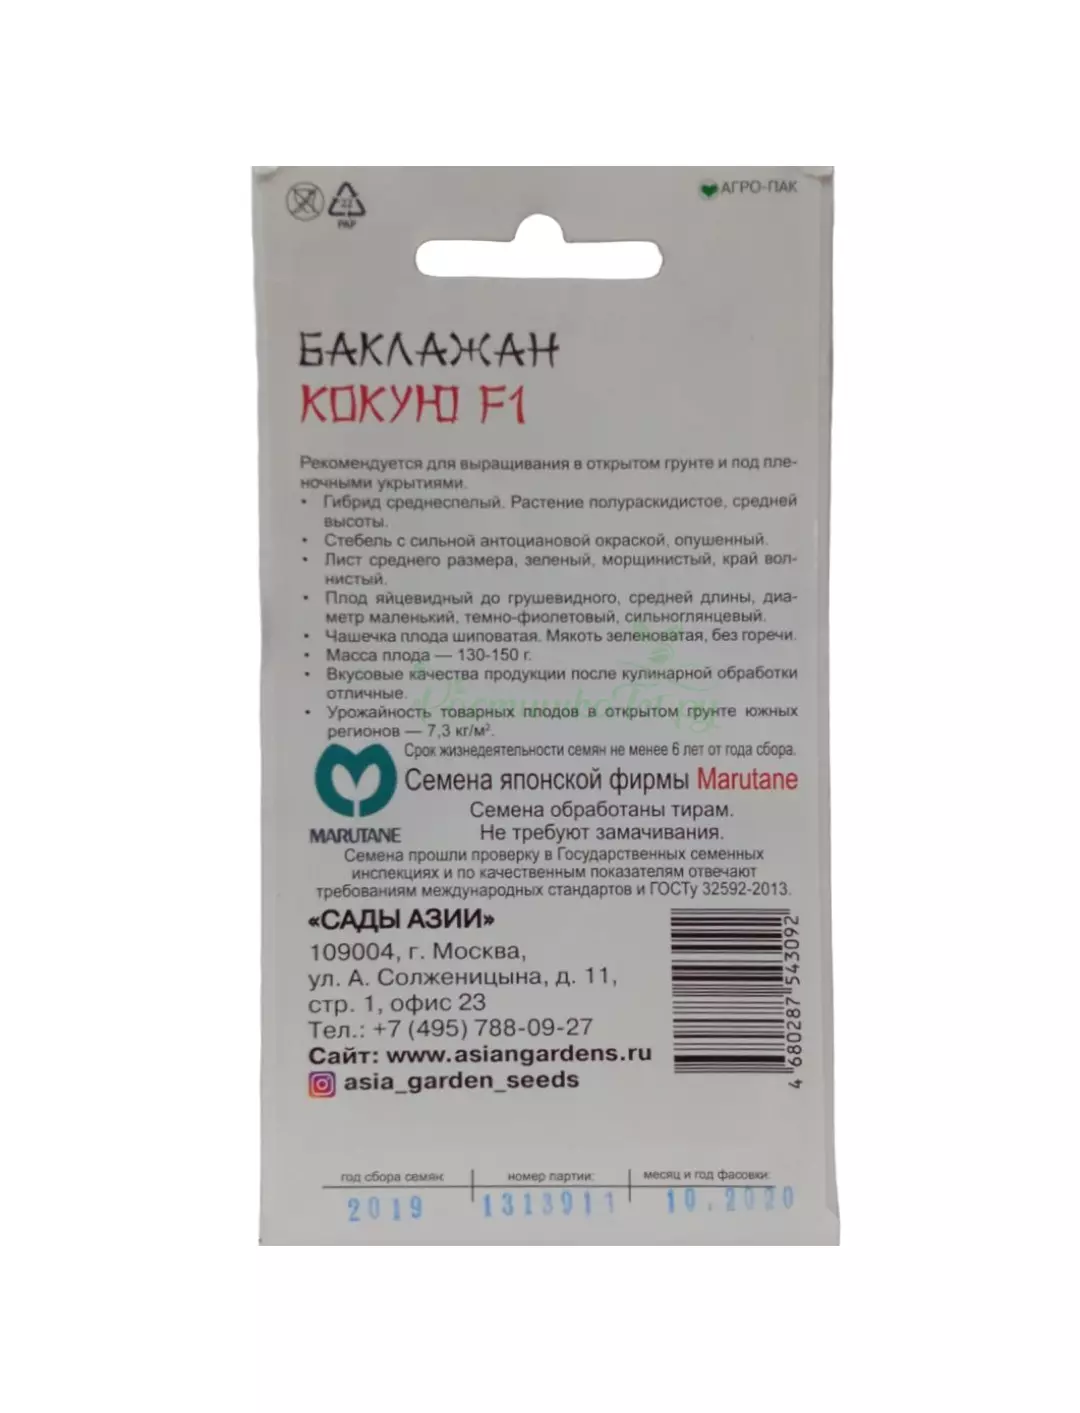 22
PAP
АГРО-ПАК
БАКЛАЖАН
КОКУЮ F1
Рекомендуется для выращивания в открытом грунте и под пле-
ночными укрытиями.
• Гибрид среднеспелый. Растение полураскидистое, средней
высоты.
• Стебель с сильной антоциановой окраской, опушенный.
• Лист среднего размера, зеленый, морщинистый, край вол-
нистый.
• Плод яйцевидный до грушевидного, средней длины, диа-
метр маленький, темно-фиолетовый, сильноглянцевый.
• Чашечка плода шиповатая. Мякоть зеленоватая, без горечи.
• Масса плода — 130-150 г.
• Вкусовые качества продукции после кулинарной обработки
отличные.
• Урожайность товарных плодов в открытом грунте южных
регионов — 7,3 кг/м².
Срок жизнедеятельности семян не менее 6 лет от года сбора.
Семена японской фирмы Marutane
Семена обработаны тирам.
MARUTANE
Не требуют замачивания.
Семена прошли проверку в Государственных семенных
инспекциях и по качественным показателям отвечают
требованиям международных стандартов и ГОСТу 32592-2013.
«САДЫ АЗИИ»
109004, г. Москва,
ул. А. Солженицына, д. 11,
стр. 1, офис 23
Тел.: +7 (495) 788-09-27
Сайт: www.asiangardens.ru
asia_garden_seeds
4 680287 543092
год сбора семян: номер партии: месяц и год фасовки:
2019 1313911 10.2020